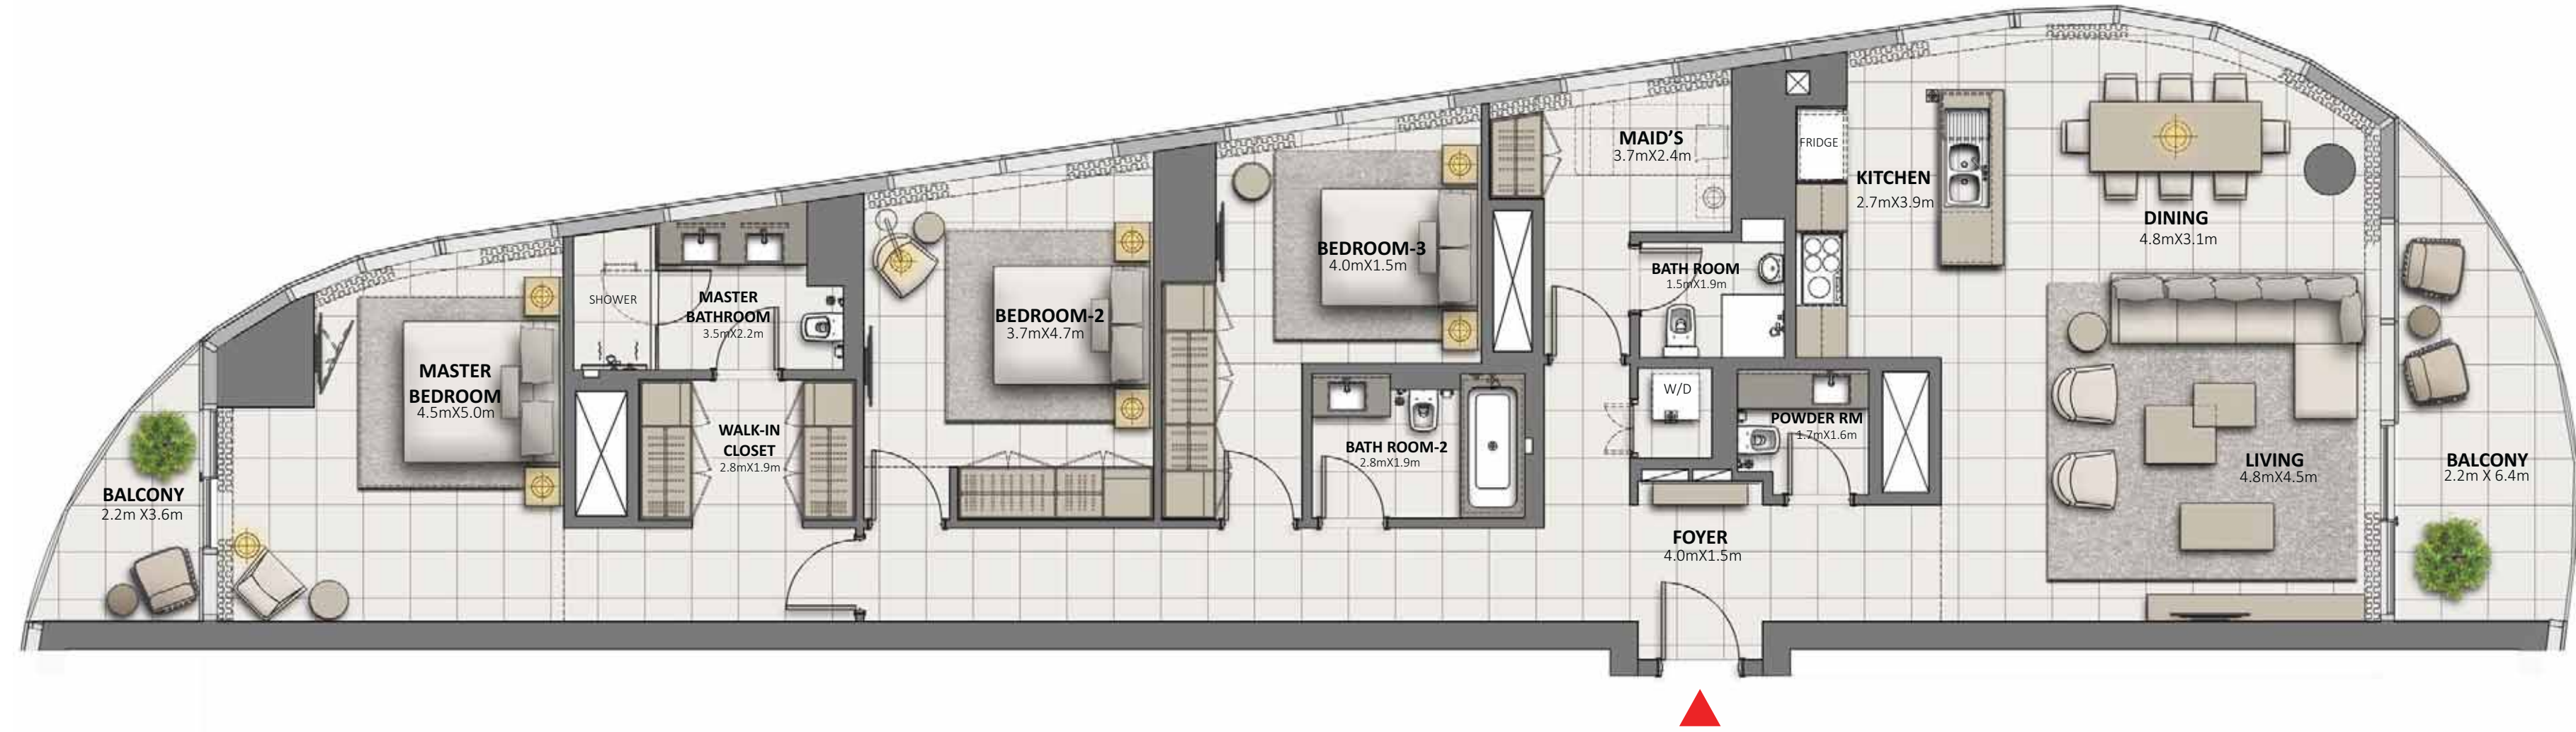 MAID'S
3.7mX2.4m
FRIDGE
KITCHEN
2.7mX3.9m
DINING
4.8mX3.1m
BEDROOM-3
4.0mX1.5m
BATH ROOM
1.5mX1.9m
SHOWER
MASTER
BATHROOM
3.5mX2.2m
BEDROOM-2
3.7mX4.7m
MASTER
BEDROOM
4.5mX5.0m
W/D
POWDER RM
1.7mX1.6m
WALK-IN
CLOSET
2.8mX1.9m
BATH ROOM-2
2.8mX1.9m
LIVING
4.8mX4.5m
BALCONY
2.2m X 6.4m
BALCONY
2.2m X3.6m
FOYER
4.0mX1.5m